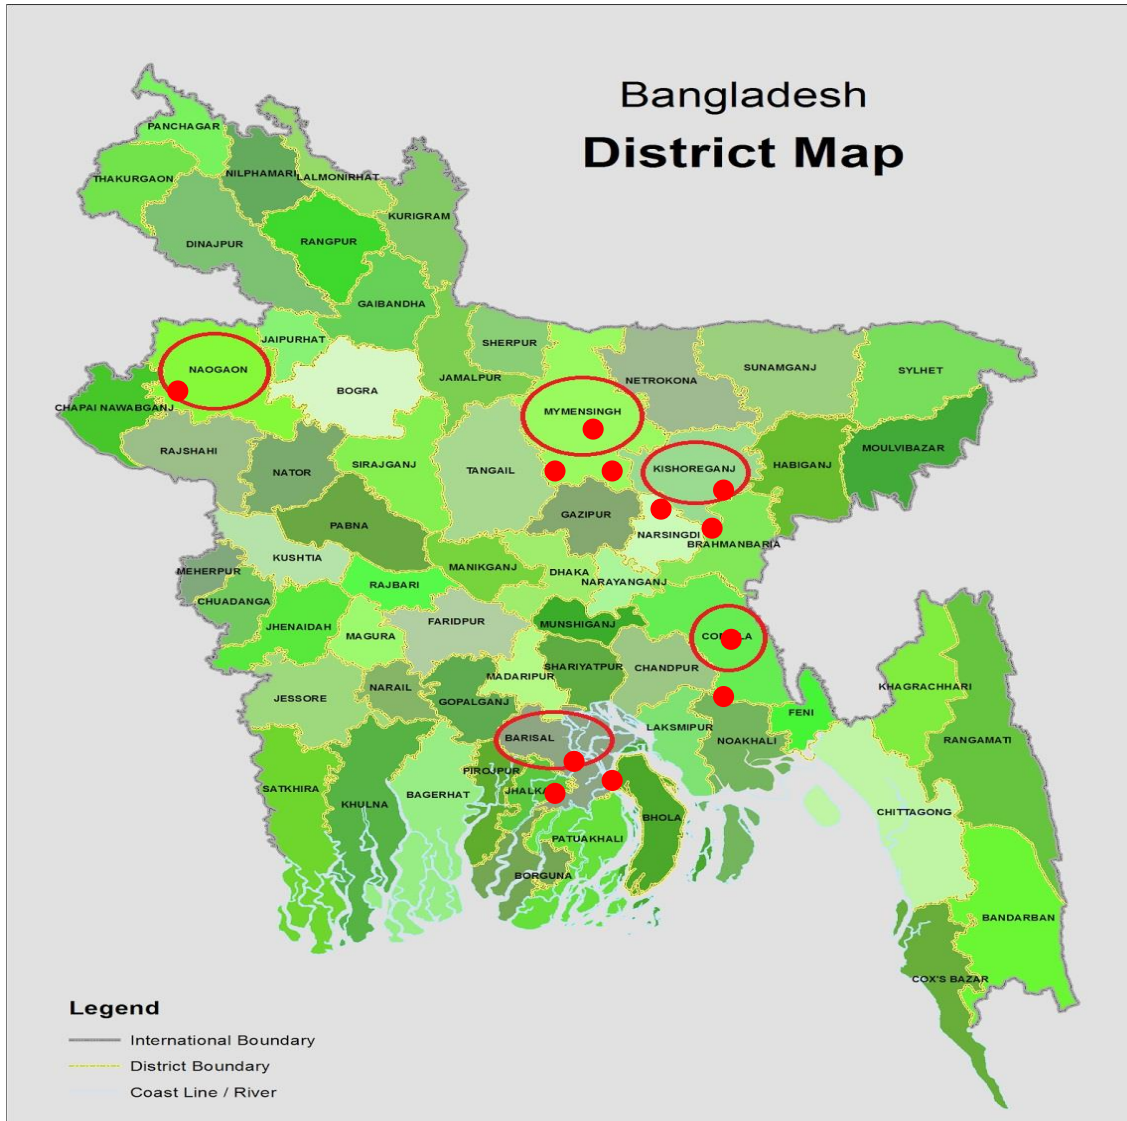 Bangladesh
District Map
PANCHAGAR
THAKURGAON
NILPHAMARI
LALMONIRHAT
KURIGRAM
DINAJPUR
RANGPUR
GAIBANDHA
JAIPURHAT
NAOGAON
BOGRA
CHAPAI NAWABGANJ
RAJSHAHI
NATOR
SIRAJGANJ
PABNA
SHERPUR
JAMALPUR
MYMENSINGH
NETROKONA
SUNAMGANJ
SYLHET
TANGAIL
KISHOREGANJ
HABIGANJ
MOULVIBAZAR
GAZIPUR
NARSINGDI
BRAHMANBARIA
KUSHTIA
MEHERPUR
CHUADANGA
RAJBARI
MANIKGANJ
DHAKA
NARAYANGANJ
JHENAIDAH
MAGURA
FARIDPUR
MUNSHIGANJ
SHARIYATPUR
MADARIPUR
CHANDPUR
JESSORE
NARAIL
GOPALGANJ
BARISAL
LAKSMIPUR
NOAKHALI
FENI
KHAGRACHHARI
RANGAMATI
SATKHIRA
KHULNA
BAGERHAT
PIROJPUR
BHOLA
PATUAKHALI
BORGUNA
CHITTAGONG
BANDARBAN
COX'S BAZAR
Legend
International Boundary
District Boundary
Coast Line / River